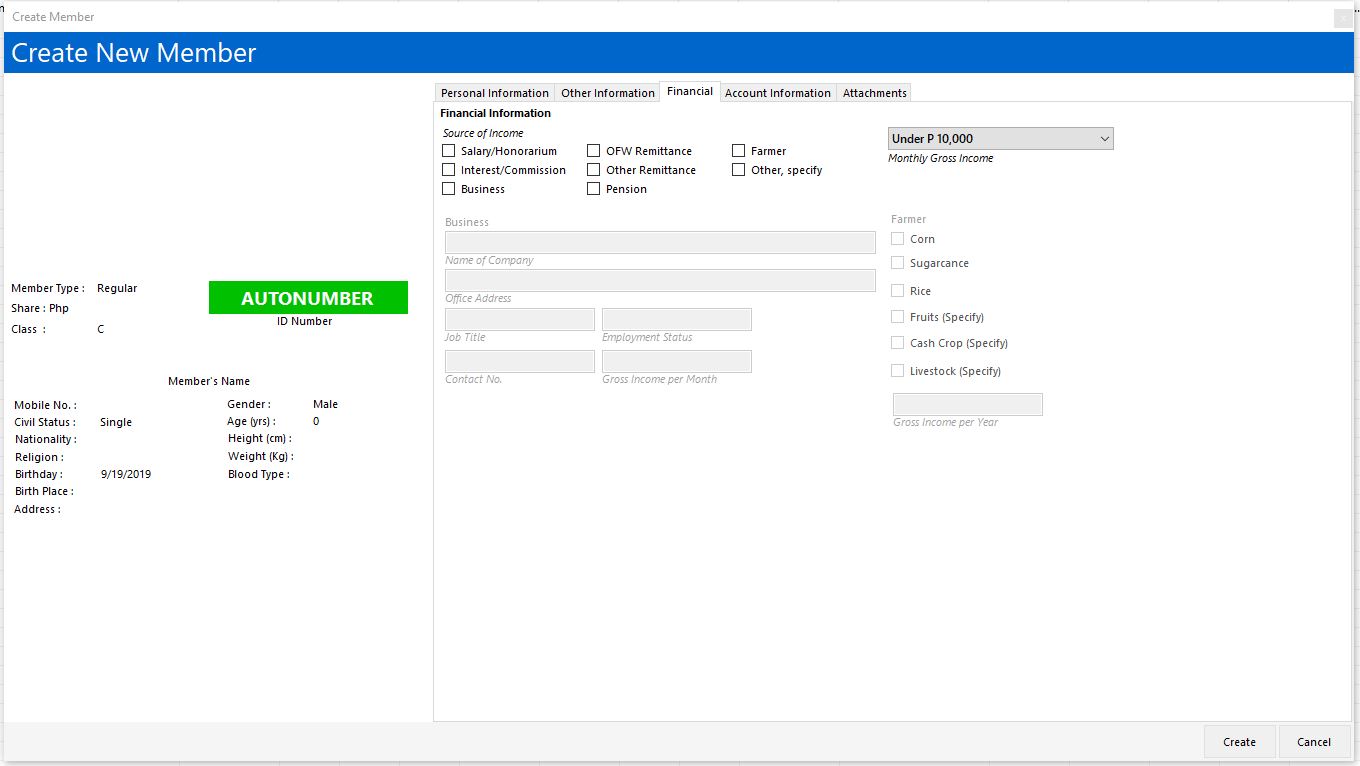 Create Member
Create New Member
Personal Information Other Information Financial Account Information Attachments
Financial Information
Source of Income
Salary/Honorarium OFW Remittance Farmer
Interest/Commission Other Remittance Other, specify
Business Pension
Under P 10,000
Monthly Gross Income
Business
Name of Company
Office Address
Job Title Employment Status
Contact No. Gross Income per Month
Farmer
Corn
Sugarcance
Rice
Fruits (Specify)
Cash Crop (Specify)
Livestock (Specify)
Gross Income per Year
Member Type : Regular
Share : Php
Class : C
AUTONUMBER
ID Number
Member's Name
Mobile No. : Gender : Male
Civil Status : Single Age (yrs) : 0
Nationality : Height (cm) :
Religion : Weight (Kg) :
Birthday : 9/19/2019 Blood Type :
Birth Place :
Address :
Create Cancel